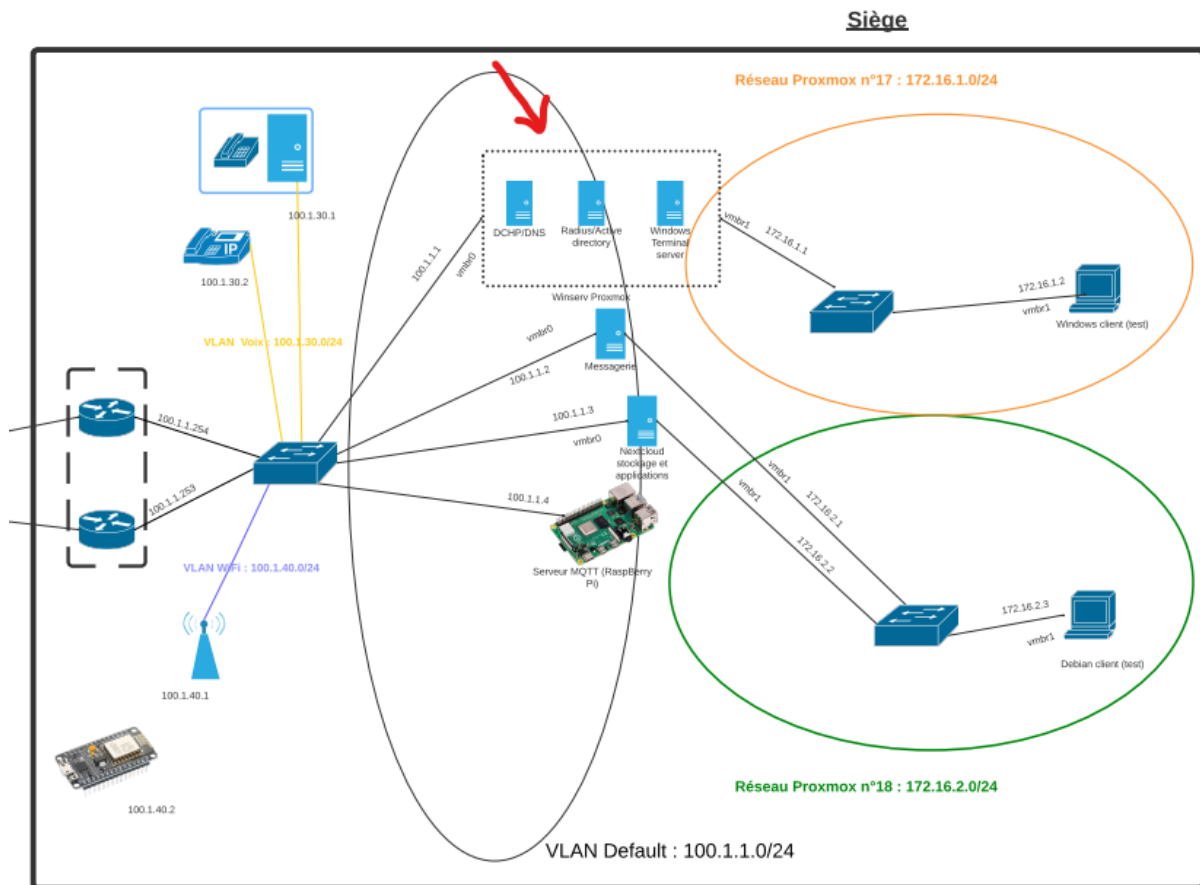 Siège
Réseau Proxmox n°17 : 172.16.1.0/24
100.1.30.1
IP
100.1.30.2
VLAN Voix : 100.1.30.0/24
DCHP/DNS
Radius/Active
directory
Windows
Terminal
server
Winserv Proxmox
100.1.1.1
vmbr0
vmbr1
172.16.1.1
172.16.1.2
vmbr1
Windows client (test)
vmbr0
100.1.1.2
Messagerie
100.1.1.3
vmbr0
Nextcloud
stockage et
applications
100.1.1.254
100.1.1.253
100.1.1.4
Serveur MQTT (RaspBerry
Pi)
vmbr1
172.16.2.1
vmbr1
172.16.2.2
172.16.2.3
vmbr1
Debian client (test)
VLAN WiFi : 100.1.40.0/24
100.1.40.1
100.1.40.2
Réseau Proxmox n°18 : 172.16.2.0/24
VLAN Default : 100.1.1.0/24